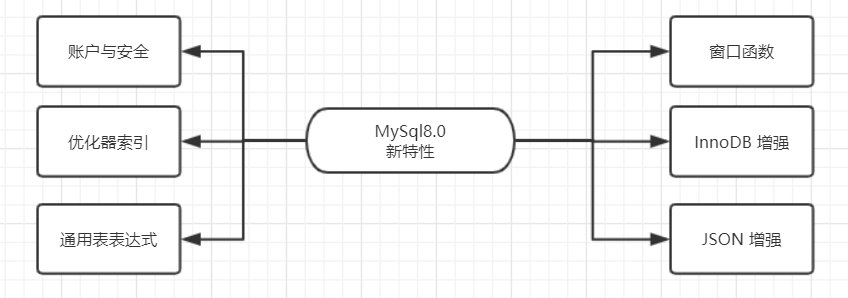 账户与安全
优化器索引
通用表表达式
MySql8.0
新特性
窗口函数
InnoDB 增强
JSON 增强